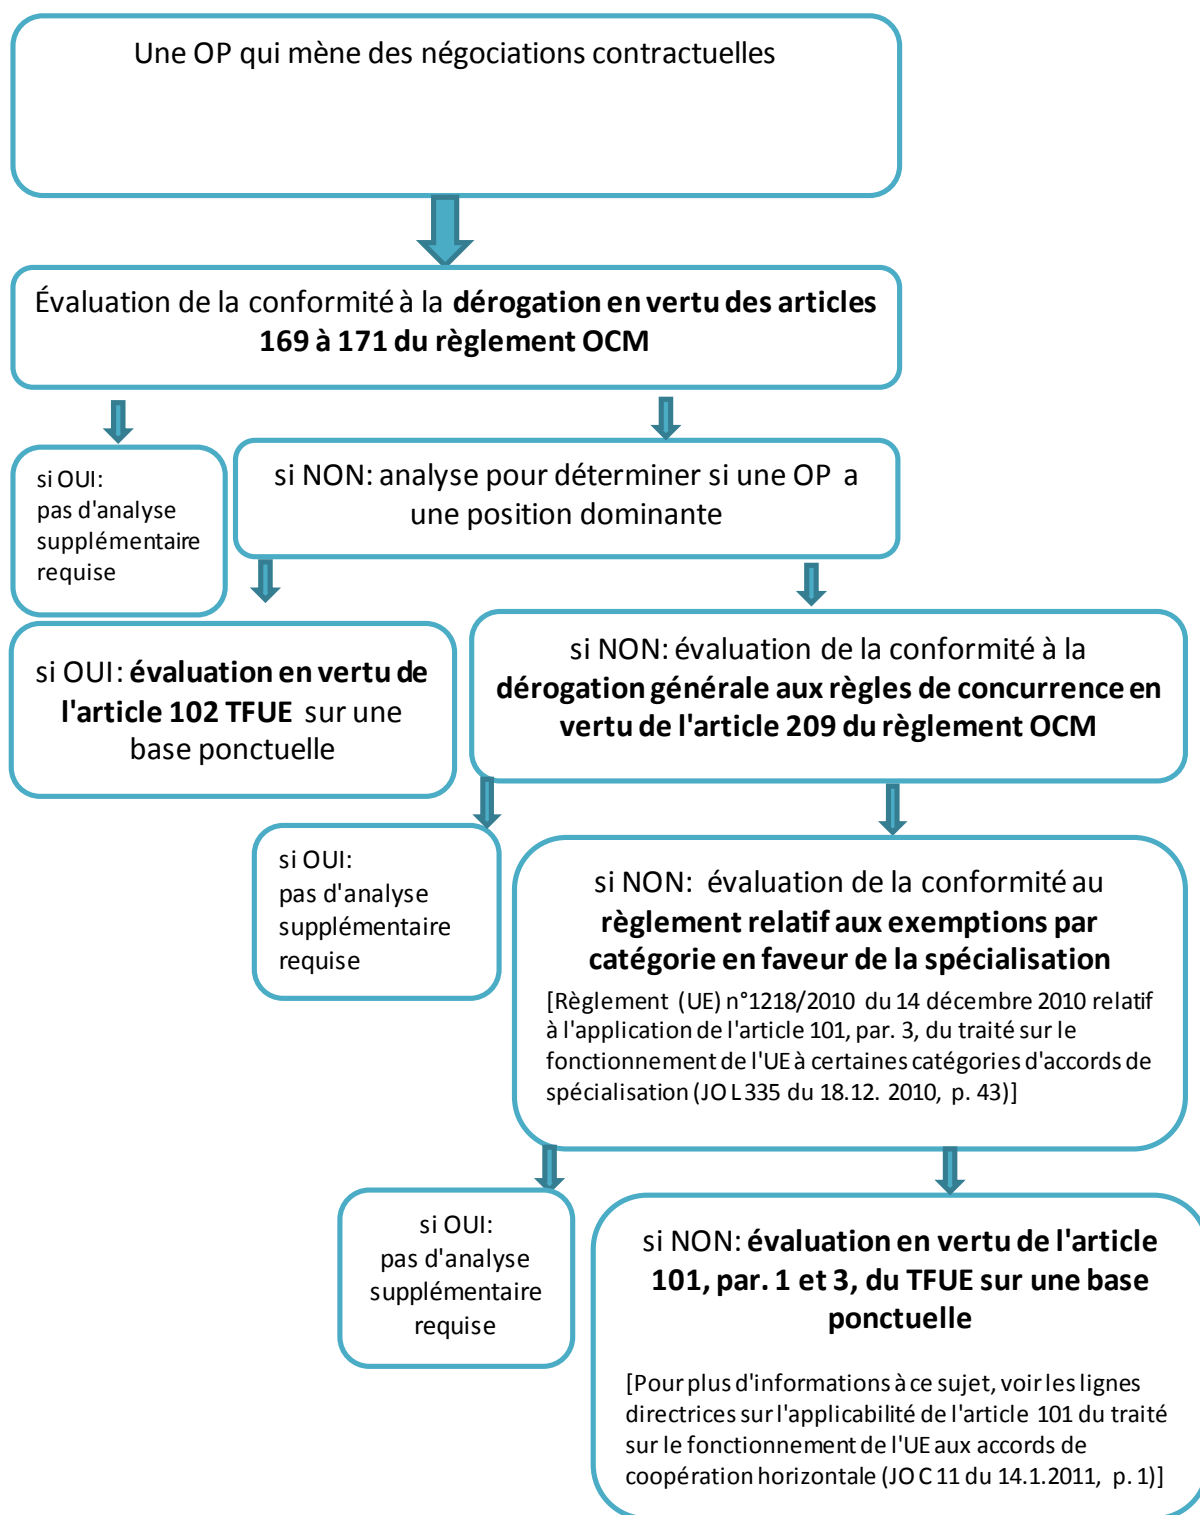 Une OP qui mène des négociations contractuelles
Évaluation de la conformité à la dérogation en vertu des articles
169 à 171 du règlement OCM
si OUI:
pas d'analyse
supplémentaire
requise
si NON: analyse pour déterminer si une OP a
une position dominante
si OUI: évaluation en vertu de
l'article 102 TFUE sur une
base ponctuelle
si NON: évaluation de la conformité à la
dérogation générale aux règles de concurrence en
vertu de l'article 209 du règlement OCM
si OUI:
pas d'analyse
supplémentaire
requise
si NON: évaluation de la conformité au
règlement relatif aux exemptions par
catégorie en faveur de la spécialisation
[Règlement (UE) n°1218/2010 du 14 décembre 2010 relatif
à l'application de l'article 101, par. 3, du traité sur le
fonctionnement de l'UE à certaines catégories d'accords de
spécialisation (JO L 335 du 18.12. 2010, p. 43)]
si OUI:
pas d'analyse
supplémentaire
requise
si NON: évaluation en vertu de l'article
101, par. 1 et 3, du TFUE sur une base
ponctuelle
[Pour plus d'informations à ce sujet, voir les lignes
directrices sur l'applicabilité de l'article 101 du traité
sur le fonctionnement de l'UE aux accords de
coopération horizontale (JO C 11 du 14.1.2011, p. 1)]